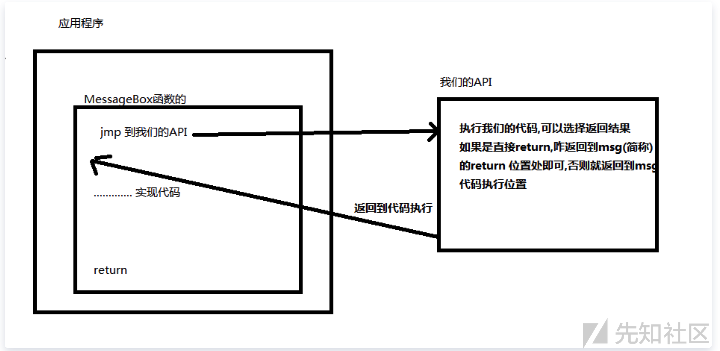 应用程序
MessageBox函数的
jmp 到我们的API
............. 实现代码
return
返回到代码执行
我们的API
执行我们的代码,可以选择返回结果
如果是直接return,咋返回到msg(简称)
的return 位置处即可,否则就返回到msg
代码执行位置
先知社区